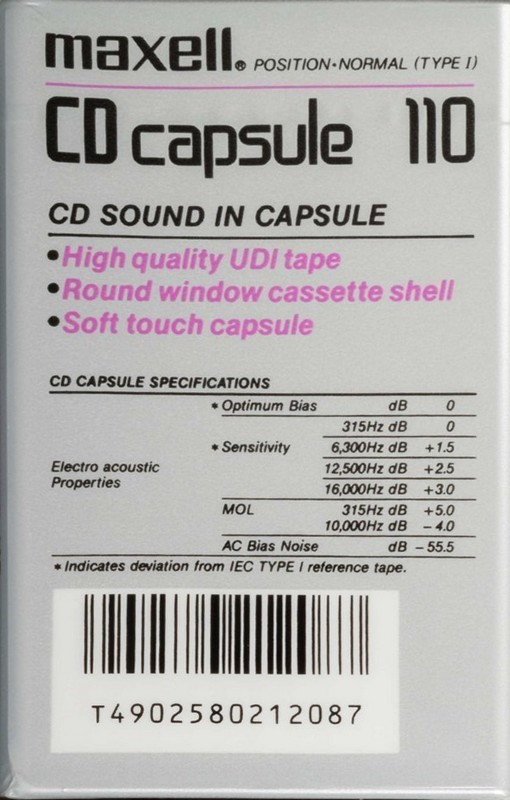 maxell® POSITION·NORMAL (TYPE I)
CD capsule 110
CD SOUND IN CAPSULE
•High quality UDI tape
•Round window cassette shell
•Soft touch capsule
CD CAPSULE SPECIFICATIONS
Electro acoustic
Properties
*Optimum Bias dB 0
315Hz dB 0
*Sensitivity 6,300Hz dB +1.5
12,500Hz dB +2.5
16,000Hz dB +3.0
MOL 315Hz dB +5.0
10,000Hz dB –4.0
AC Bias Noise dB –55.5
*Indicates deviation from IEC TYPE I reference tape.
T4902580212087